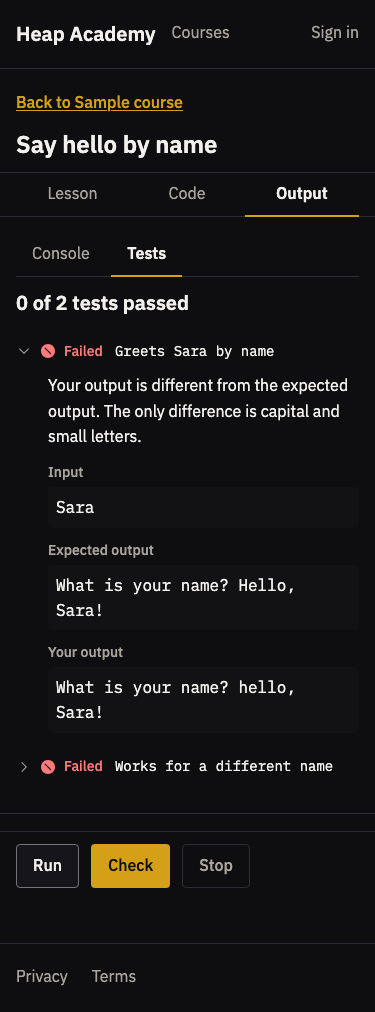 Heap Academy Courses Sign in
Back to Sample course
Say hello by name
Lesson Code Output
Console Tests
0 of 2 tests passed
Failed Greets Sara by name
Your output is different from the expected
output. The only difference is capital and
small letters.
Input
Sara
Expected output
What is your name? Hello,
Sara!
Your output
What is your name? hello,
Sara!
Failed Works for a different name
Run Check Stop
Privacy Terms